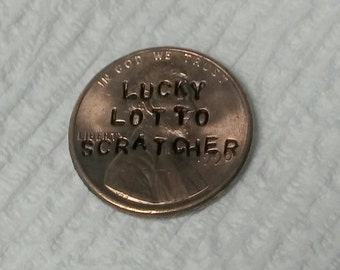 IN GOD WE TRUST
LUCKY
LOTTO
LIBERTY
SCRATCHER